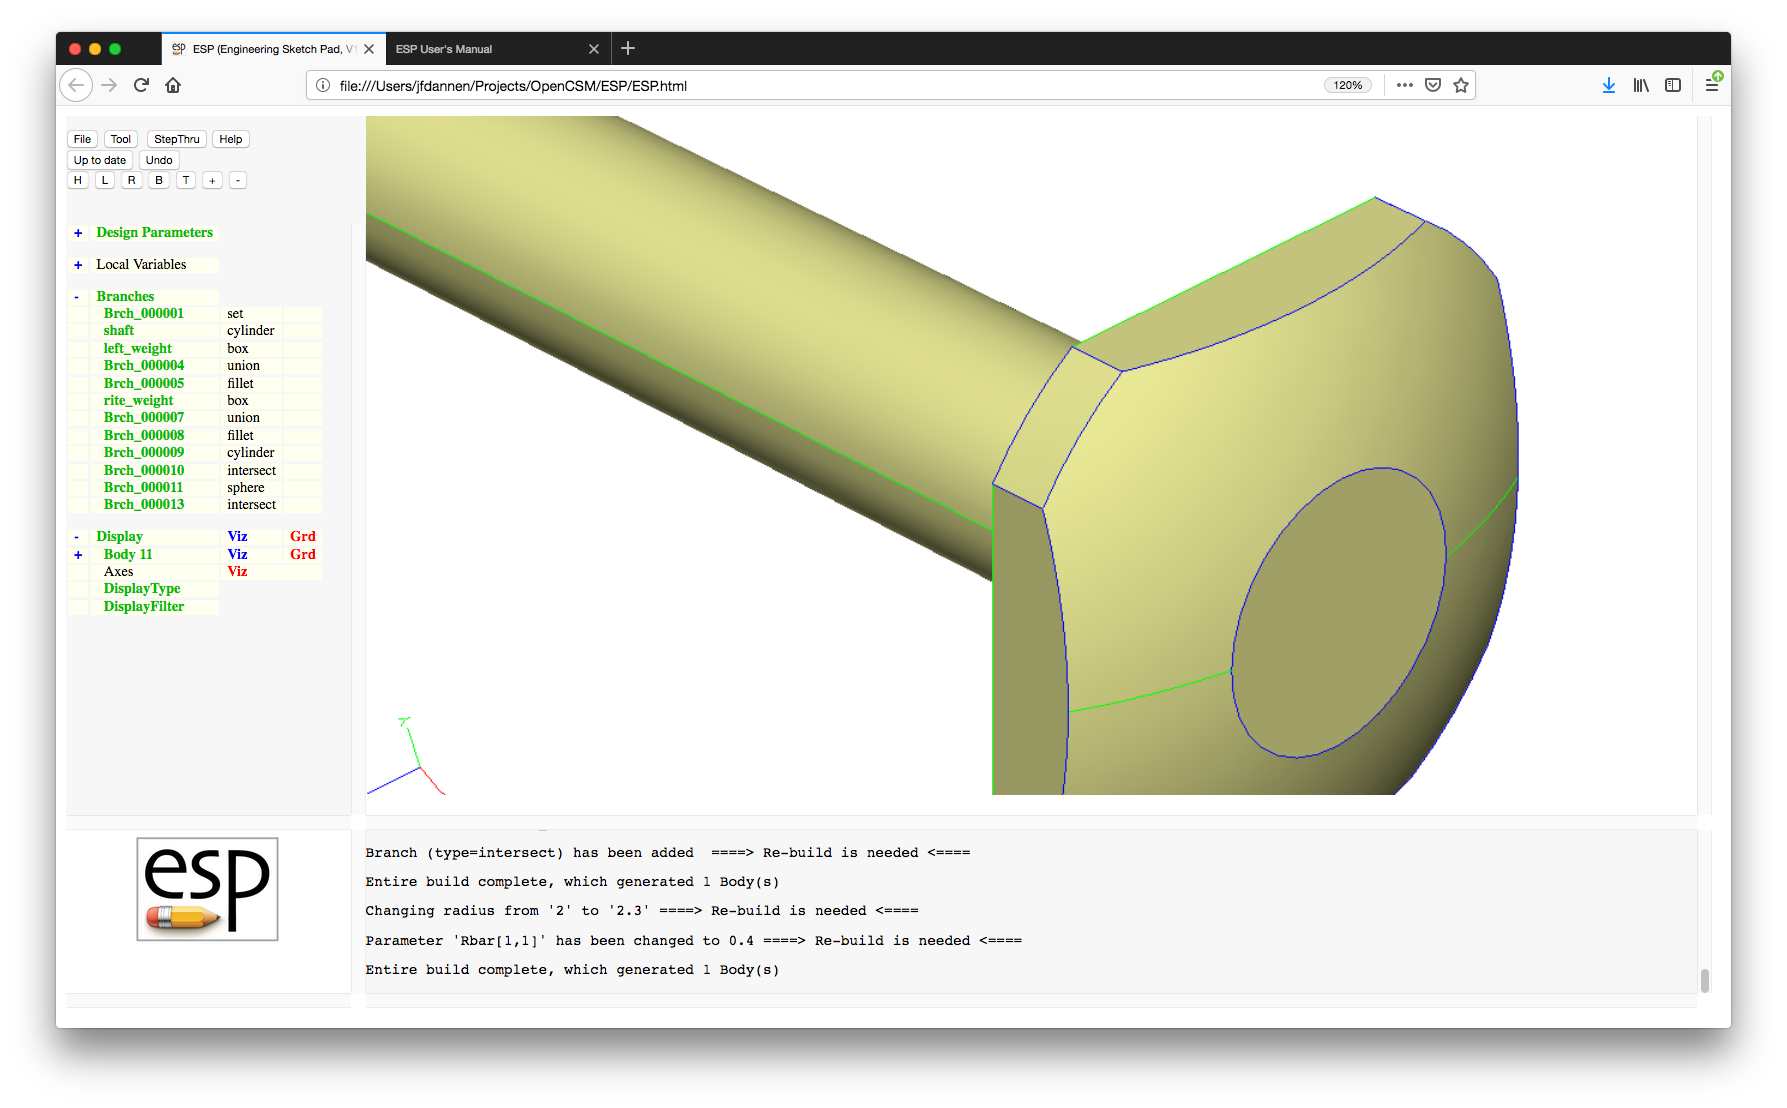 ESP (Engineering Sketch Pad, V1
ESP User's Manual
file:///Users/jfdannen/Projects/OpenCSM/ESP/ESP.html 120%
File Tool StepThru Help
Up to date Undo
H L R B T + -
+ Design Parameters
+ Local Variables
- Branches
Brch_000001 set
shaft cylinder
left_weight box
Brch_000004 union
Brch_000005 fillet
rite_weight box
Brch_000007 union
Brch_000008 fillet
Brch_000009 cylinder
Brch_000010 intersect
Brch_000011 sphere
Brch_000013 intersect
- Display Viz Grd
+ Body 11 Viz Grd
Axes Viz
DisplayType
DisplayFilter
esp
Branch (type=intersect) has been added ====> Re-build is needed <====
Entire build complete, which generated 1 Body(s)
Changing radius from '2' to '2.3' ====> Re-build is needed <====
Parameter 'Rbar[1,1]' has been changed to 0.4 ====> Re-build is needed <====
Entire build complete, which generated 1 Body(s)